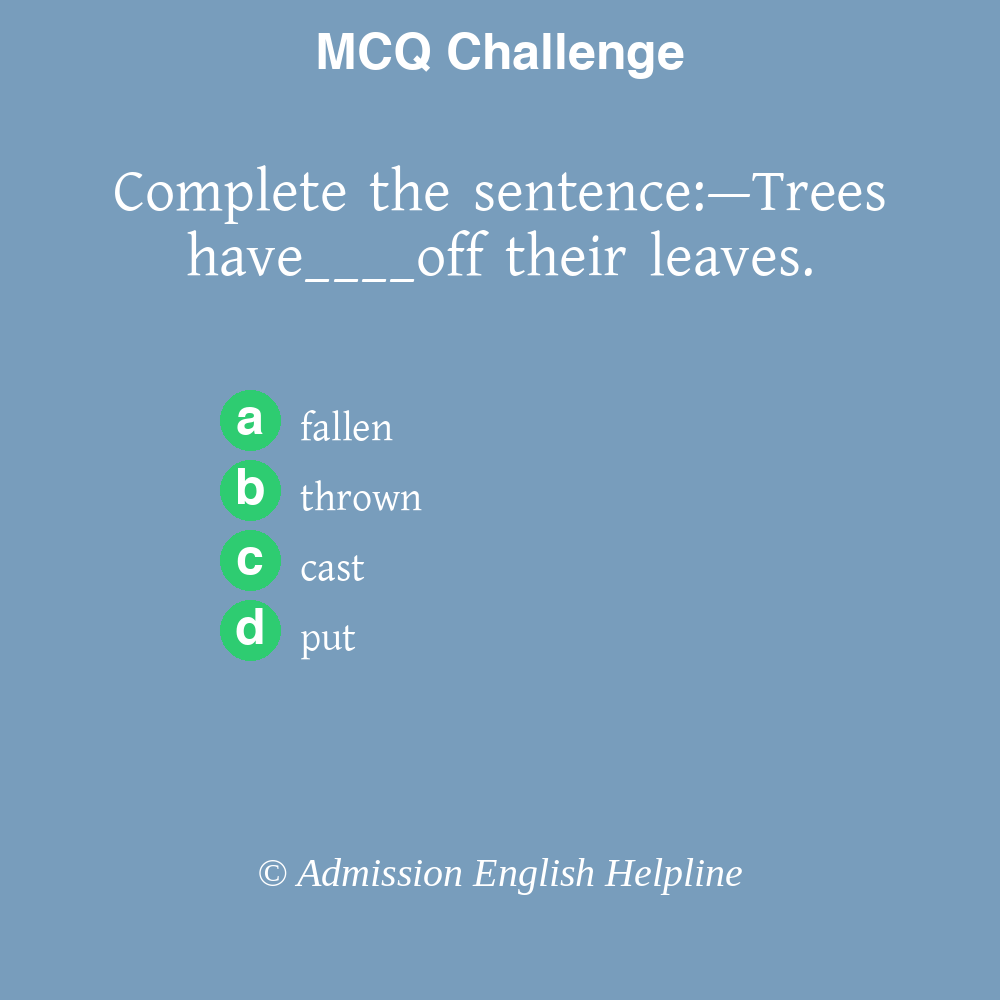 MCQ Challenge
Complete the sentence:—Trees
have____off their leaves.
a fallen
b thrown
c cast
d put
© Admission English Helpline